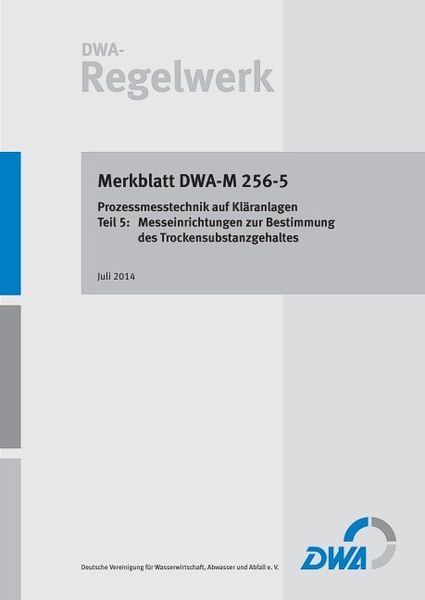 DWA-
Regelwerk
Merkblatt DWA-M 256-5
Prozessmesstechnik auf Kläranlagen
Teil 5: Messeinrichtungen zur Bestimmung
des Trockensubstanzgehaltes
Juli 2014
DWA
Deutsche Vereinigung für Wasserwirtschaft, Abwasser und Abfall e. V.